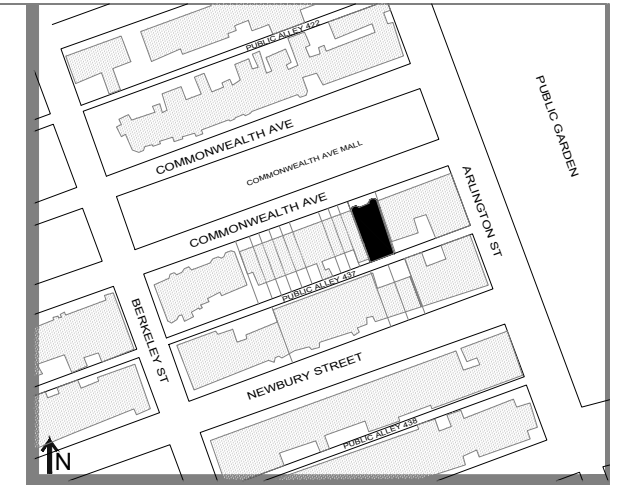 PUBLIC ALLEY 422
PUBLIC GARDEN
COMMONWEALTH AVE
COMMONWEALTH AVE MALL
ARLINGTON ST
COMMONWEALTH AVE
PUBLIC ALLEY 437
BERKELEY ST
NEWBURY STREET
PUBLIC ALLEY 438
N